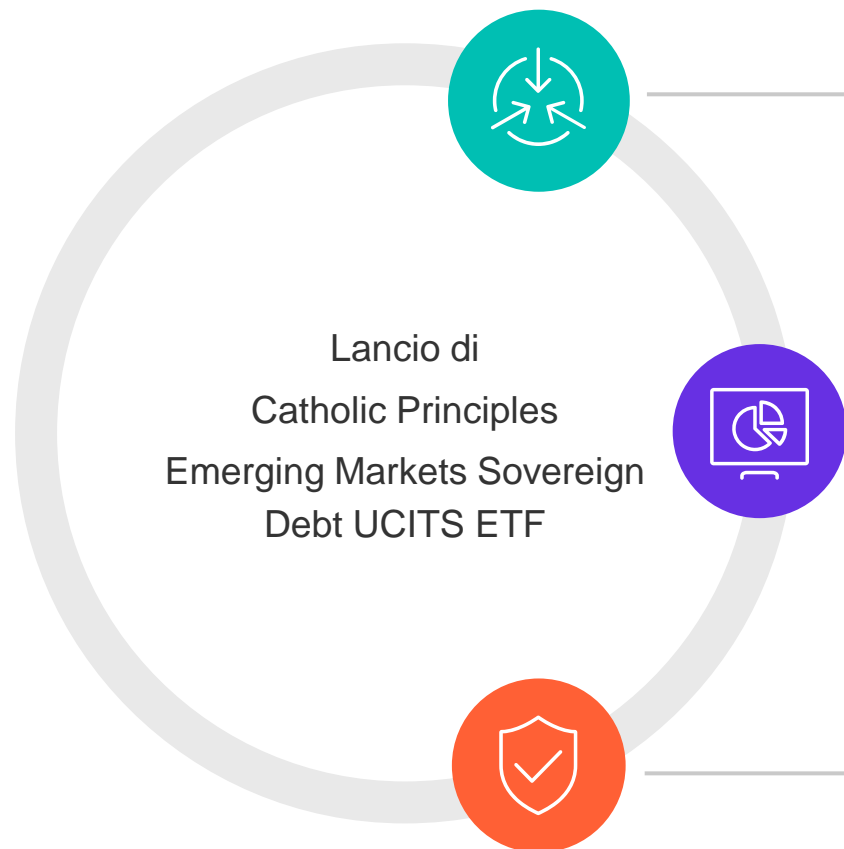 Lancio di
Catholic Principles
Emerging Markets Sovereign
Debt UCITS ETF